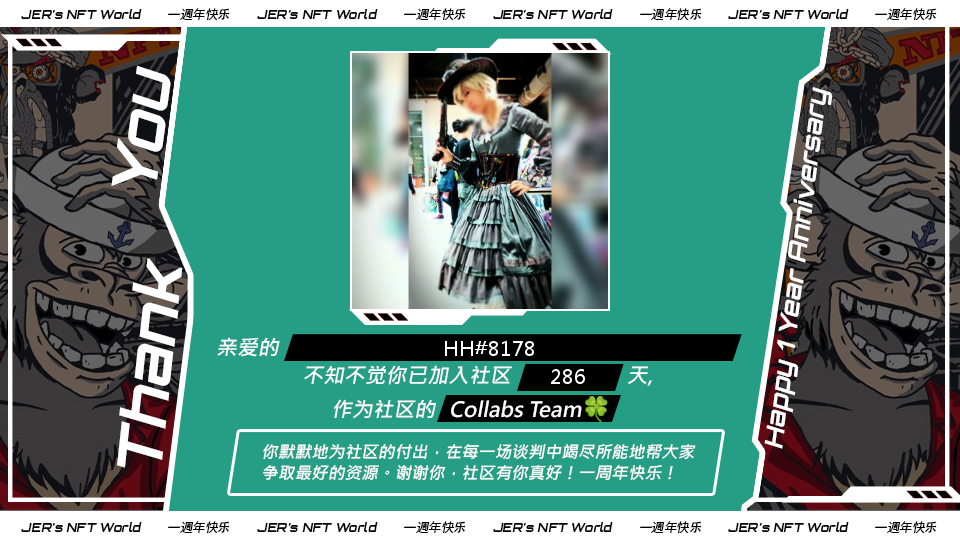 JER's NFT World 一週年快乐 JER's NFT World 一週年快乐 JER's NFT World 一週年快乐 JER's NFT World 一週年快乐
Thank You
Happy 1 Year Anniversary
亲爱的 HH#8178
不知不觉你已加入社区 286 天,
作为社区的 Collabs Team🍀
你默默地为社区的付出，在每一场谈判中竭尽所能地帮大家
争取最好的资源。谢谢你，社区有你真好！一周年快乐！
JER's NFT World 一週年快乐 JER's NFT World 一週年快乐 JER's NFT World 一週年快乐 JER's NFT World 一週年快乐